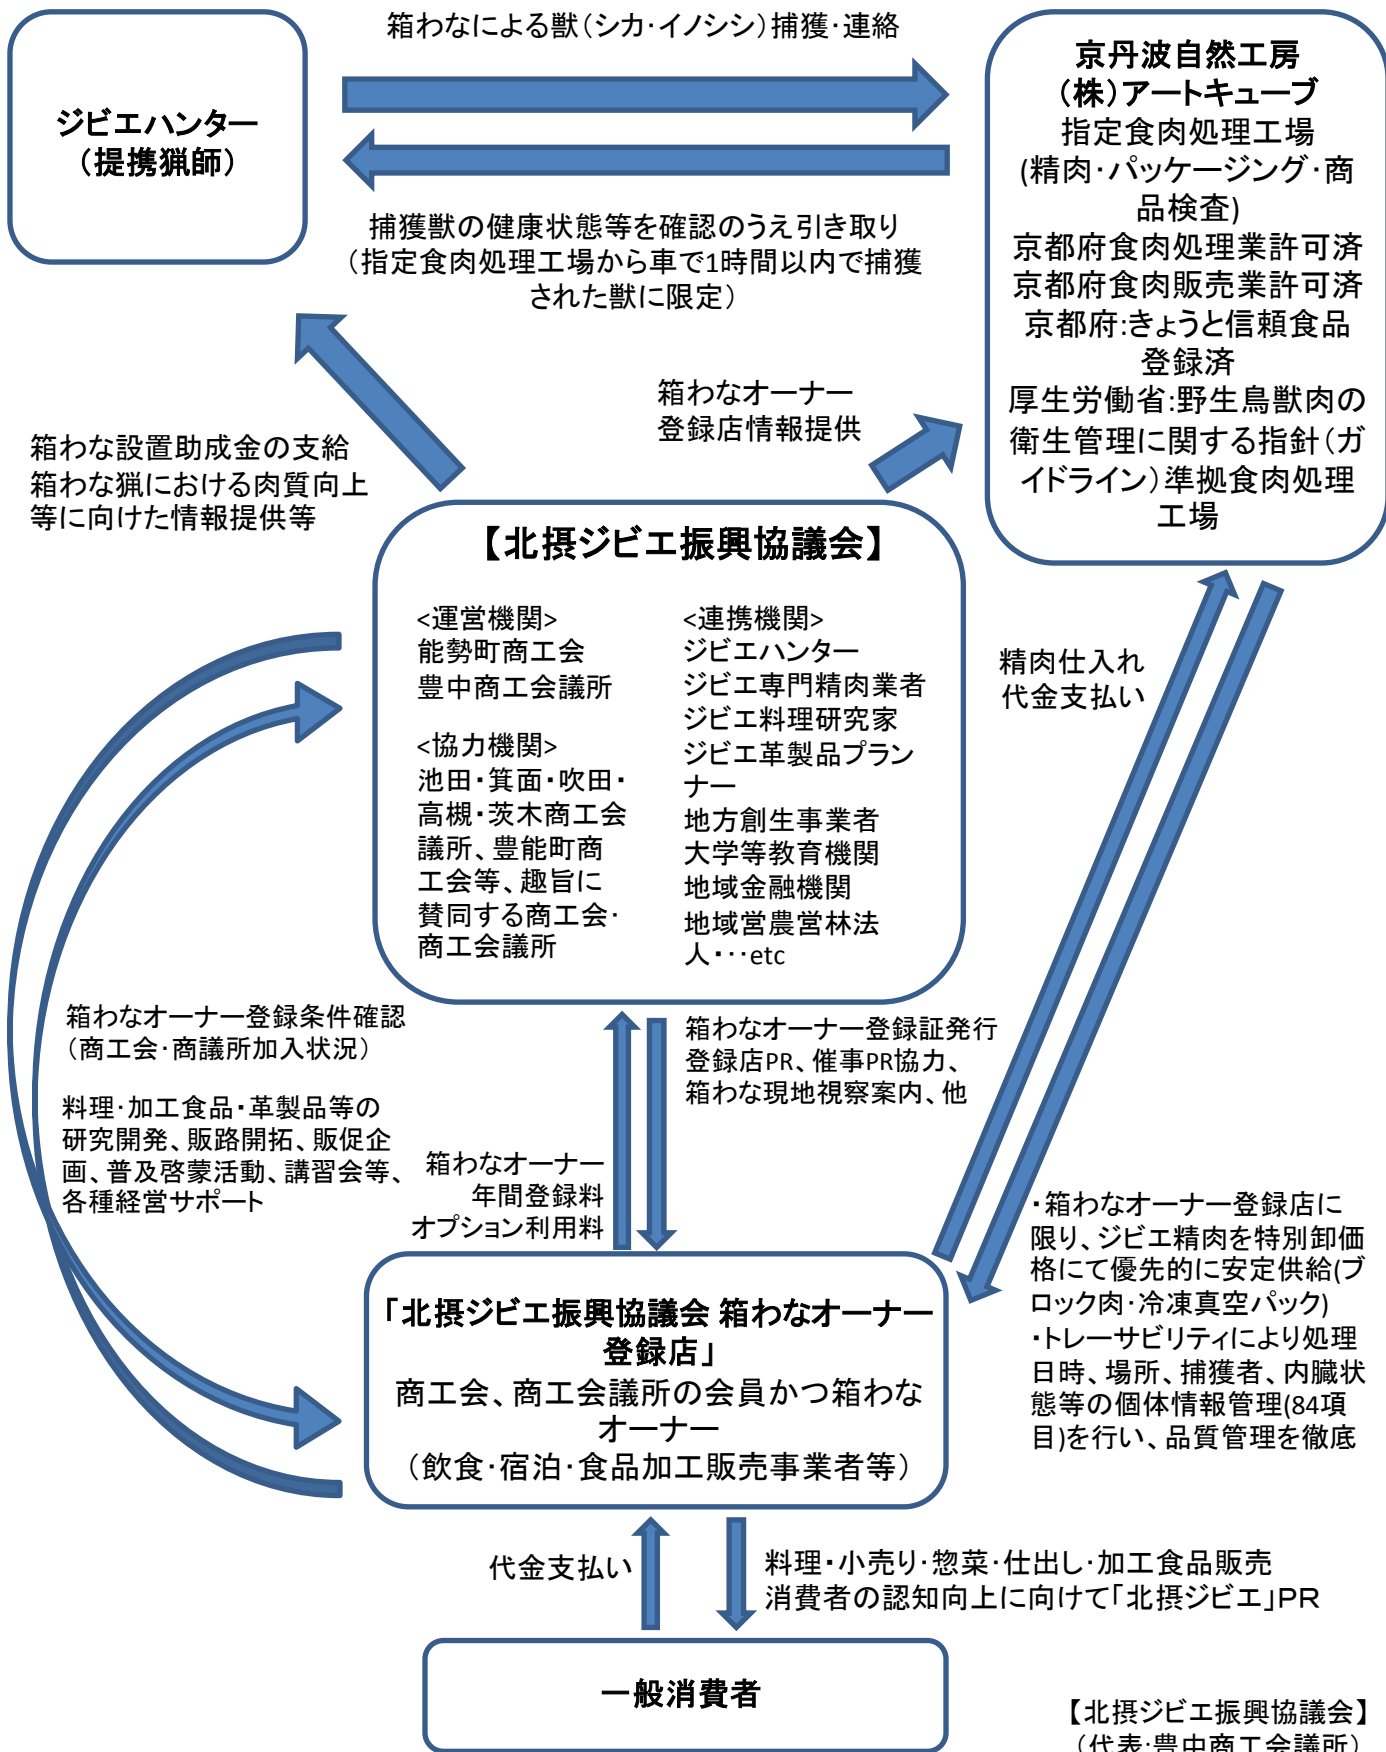 箱わなによる獣（シカ・イノシシ）捕獲・連絡
ジビエハンター
（提携猟師）
京丹波自然工房
（株）アートキューブ
指定食肉処理工場
(精肉・パッケージング・商
品検査)
京都府食肉処理業許可済
京都府食肉販売業許可済
京都府:きょうと信頼食品
登録済
厚生労働省:野生鳥獣肉の
衛生管理に関する指針（ガ
イドライン）準拠食肉処理
工場
捕獲獣の健康状態等を確認のうえ引き取り
（指定食肉処理工場から車で1時間以内で捕獲
された獣に限定）
箱わなオーナー
登録店情報提供
箱わな設置助成金の支給
箱わな猟における肉質向上
等に向けた情報提供等
【北摂ジビエ振興協議会】
<運営機関>
能勢町商工会
豊中商工会議所
<協力機関>
池田・箕面・吹田・
高槻・茨木商工会
議所、豊能町商
工会等、趣旨に
賛同する商工会・
商工会議所
<連携機関>
ジビエハンター
ジビエ専門精肉業者
ジビエ料理研究家
ジビエ革製品プラン
ナー
地方創生事業者
大学等教育機関
地域金融機関
地域営農営林法
人・・・etc
精肉仕入れ
代金支払い
箱わなオーナー登録条件確認
（商工会・商議所加入状況）
料理・加工食品・革製品等の
研究開発、販路開拓、販促企
画、普及啓蒙活動、講習会等、
各種経営サポート
箱わなオーナー登録証発行
登録店PR、催事PR協力、
箱わな現地視察案内、他
箱わなオーナー
年間登録料
オプション利用料
・箱わなオーナー登録店に
限り、ジビエ精肉を特別卸価
格にて優先的に安定供給(ブ
ロック肉・冷凍真空パック)
・トレーサビリティにより処理
日時、場所、捕獲者、内臓状
態等の個体情報管理(84項
目)を行い、品質管理を徹底
「北摂ジビエ振興協議会 箱わなオーナー
登録店」
商工会、商工会議所の会員かつ箱わな
オーナー
（飲食・宿泊・食品加工販売事業者等）
代金支払い
料理・小売り・惣菜・仕出し・加工食品販売
消費者の認知向上に向けて「北摂ジビエ」PR
一般消費者
【北摂ジビエ振興協議会】
（代表・豊中商工会議所）